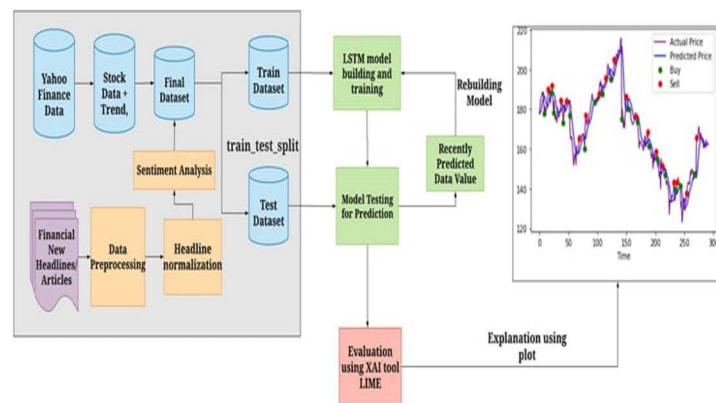 Yahoo
Finance
Data
Stock
Data +
Trend,
Final
Dataset
Train
Dataset
LSTM model
building and
training
Rebuilding
Model
Sentiment Analysis
train_test_split
Recently
Predicted
Data Value
Financial
New
Headlines/
Articles
Data
Preprocessing
Headline
normalization
Test
Dataset
Model Testing
for Prediction
Evaluation
using XAI tool
LIME
Explanation using
plot
Actual Price
Predicted Price
Buy
Sell
220
200
180
160
140
120
0 50 100 150 200 250 300
Time